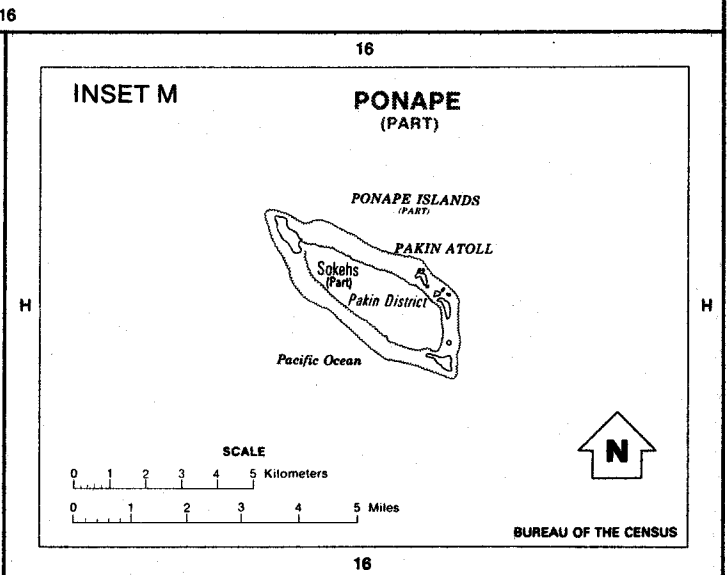 16
16
INSET M
PONAPE
(PART)
PONAPE ISLANDS
(PART)
PAKIN ATOLL
Sokehs
(Part)
Pakin District
H
H
Pacific Ocean
SCALE
0 1 2 3 4 5 Kilometers
0 1 2 3 4 5 Miles
N
BUREAU OF THE CENSUS
16